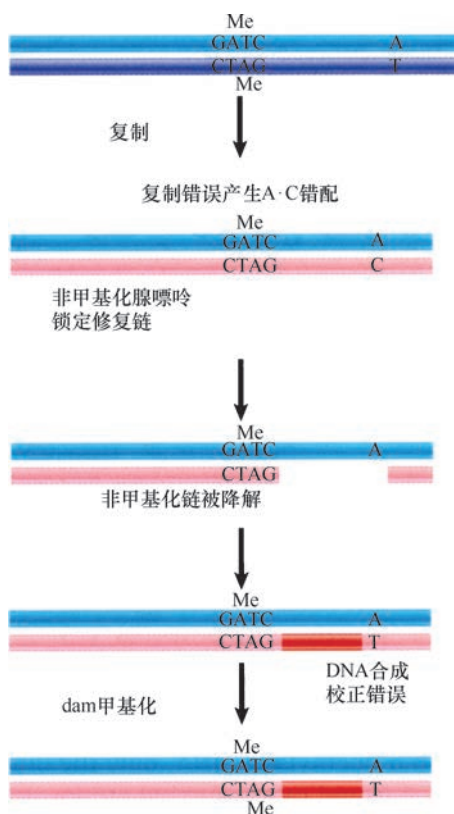 Me
GATC A
CTAG T
Me
复制
复制错误产生A·C错配
Me
GATC A
CTAG C
非甲基化腺嘌呤
锁定修复链
Me
GATC A
CTAG
非甲基化链被降解
Me
GATC A
CTAG T
DNA合成
校正错误
dam甲基化
Me
GATC A
CTAG T
Me